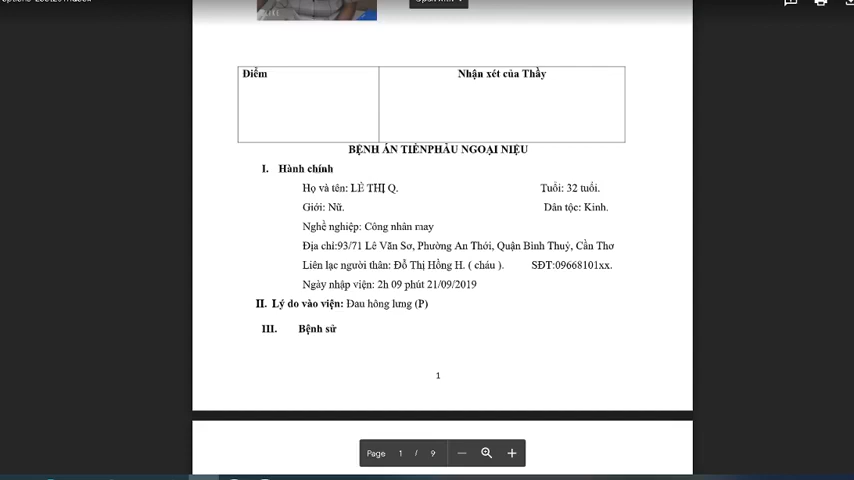 Điểm Nhận xét của Thầy
BỆNH ÁN TIỀNPHẪU NGOẠI NIỆU
I. Hành chính
Họ và tên: LÊ THỊ Q. Tuổi: 32 tuổi.
Giới: Nữ. Dân tộc: Kinh.
Nghề nghiệp: Công nhân may
Địa chỉ:93/71 Lê Văn Sơ, Phường An Thới, Quận Bình Thuỷ, Cần Thơ
Liên lạc người thân: Đỗ Thị Hồng H. ( cháu ). SĐT:09668101xx.
Ngày nhập viện: 2h 09 phút 21/09/2019
II. Lý do vào viện: Đau hông lưng (P)
III. Bệnh sử
1
Page 1 / 9